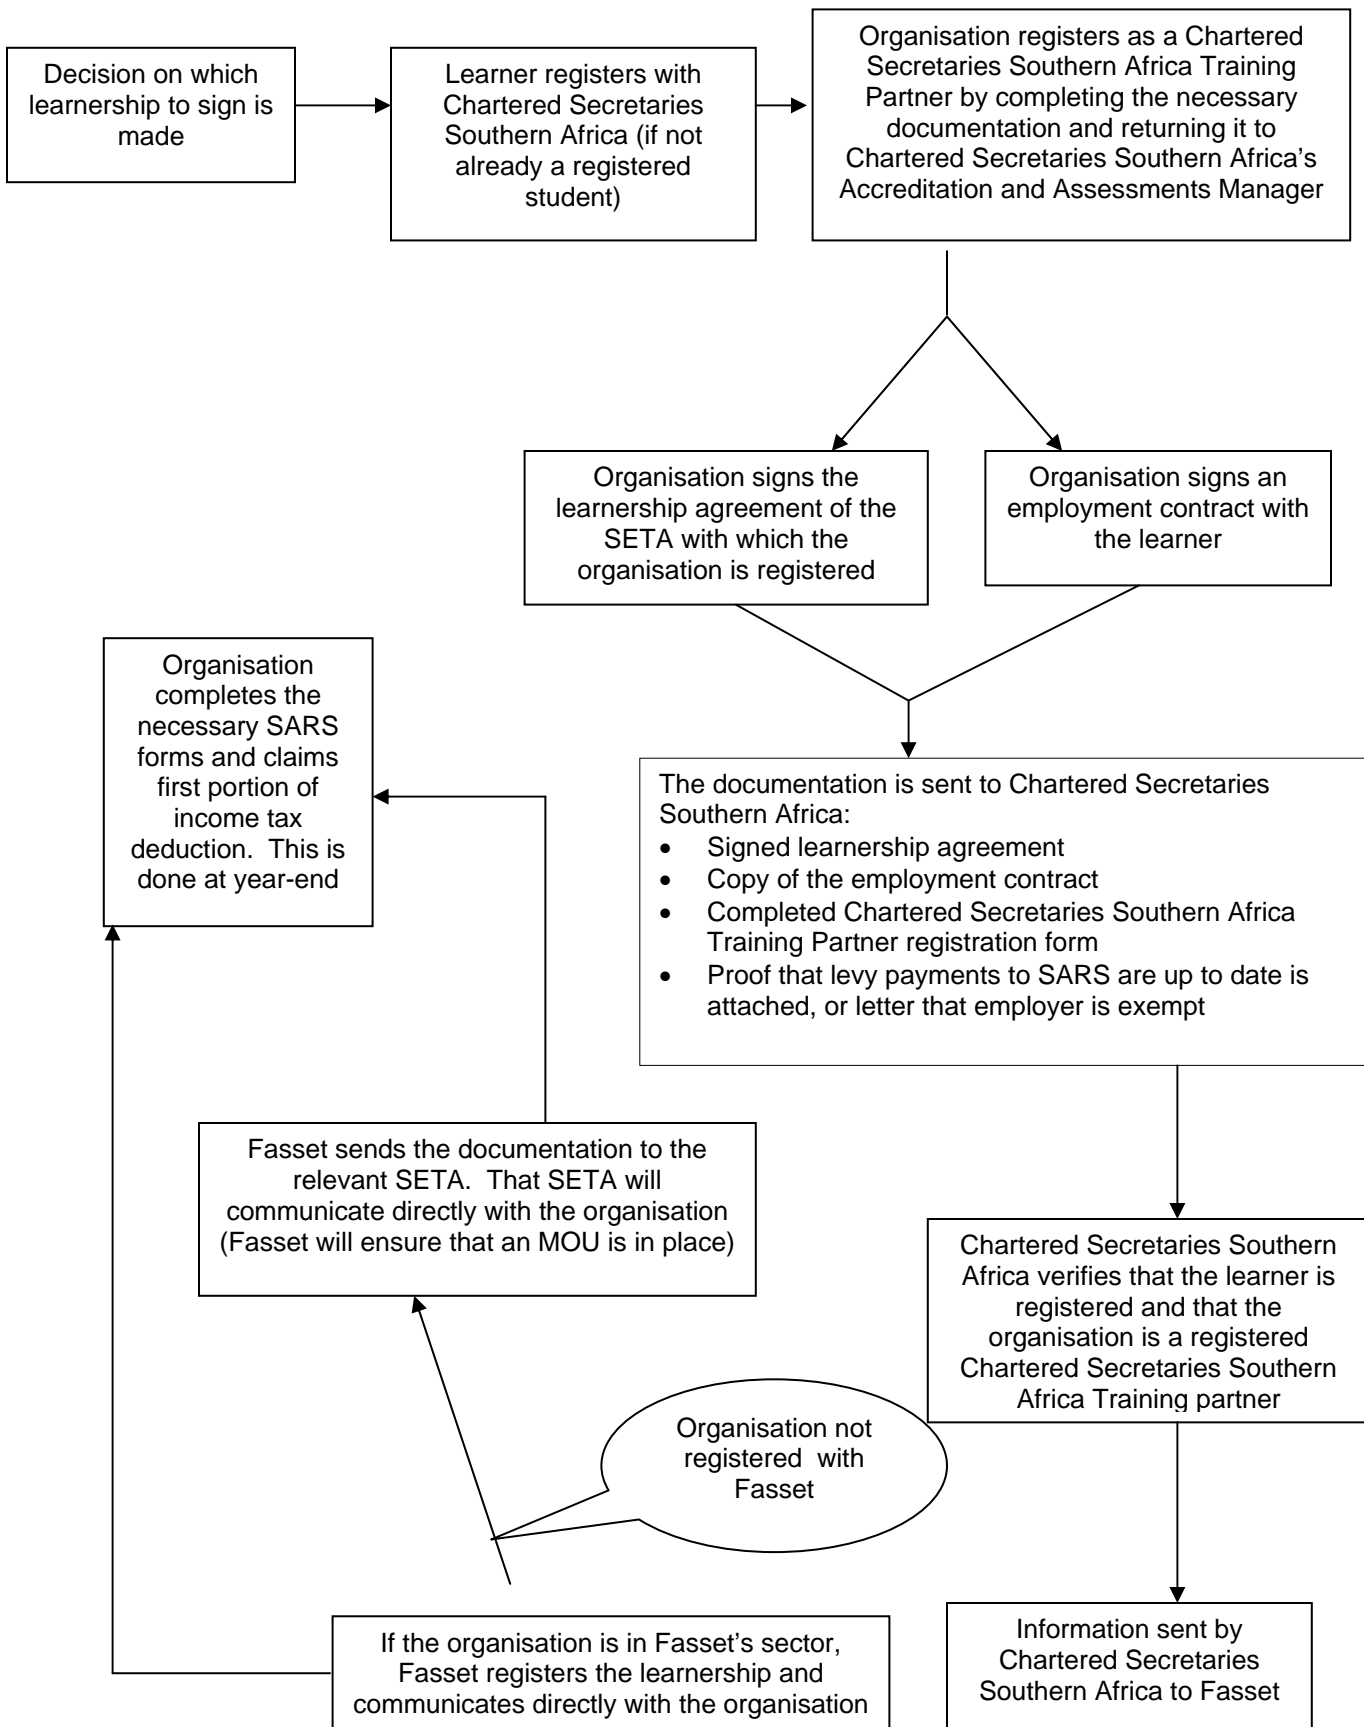 Decision on which
learnership to sign is
made
Learner registers with
Chartered Secretaries
Southern Africa (if not
already a registered
student)
Organisation registers as a Chartered
Secretaries Southern Africa Training
Partner by completing the necessary
documentation and returning it to
Chartered Secretaries Southern Africa's
Accreditation and Assessments Manager
Organisation signs the
learnership agreement of the
SETA with which the
organisation is registered
Organisation signs an
employment contract with
the learner
Organisation
completes the
necessary SARS
forms and claims
first portion of
income tax
deduction.  This is
done at year-end
The documentation is sent to Chartered Secretaries
Southern Africa:
• Signed learnership agreement
• Copy of the employment contract
• Completed Chartered Secretaries Southern Africa
Training Partner registration form
• Proof that levy payments to SARS are up to date is
attached, or letter that employer is exempt
Fasset sends the documentation to the
relevant SETA.  That SETA will
communicate directly with the organisation
(Fasset will ensure that an MOU is in place)
Chartered Secretaries Southern
Africa verifies that the learner is
registered and that the
organisation is a registered
Chartered Secretaries Southern
Africa Training partner
Organisation not
registered  with
Fasset
If the organisation is in Fasset's sector,
Fasset registers the learnership and
communicates directly with the organisation
Information sent by
Chartered Secretaries
Southern Africa to Fasset